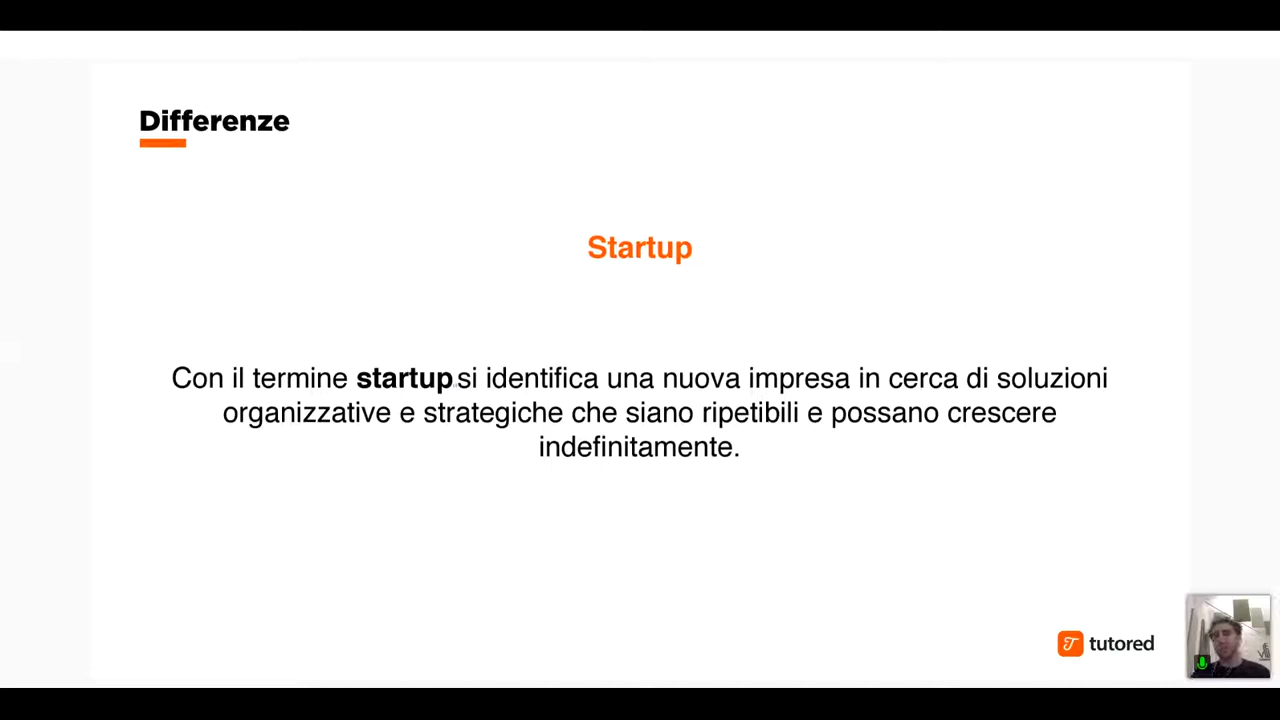 Differenze
Startup
Con il termine startup si identifica una nuova impresa in cerca di soluzioni
organizzative e strategiche che siano ripetibili e possano crescere
indefinitamente.
tutored